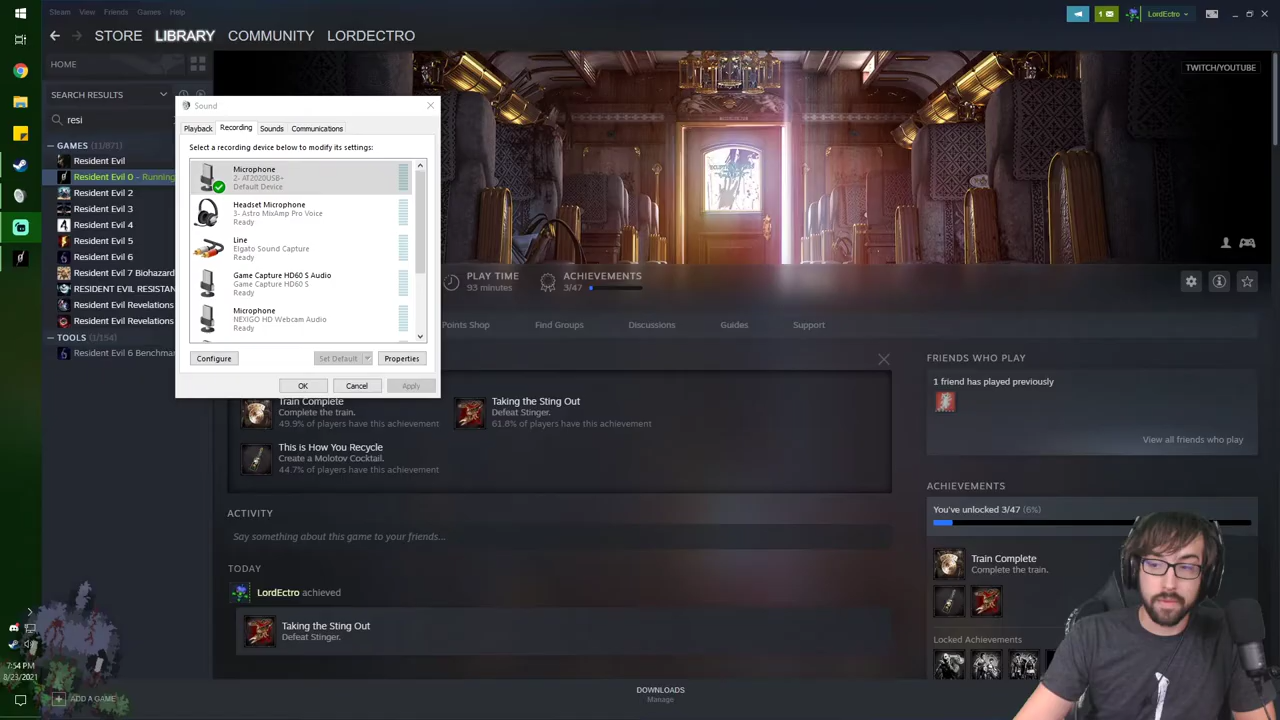 Steam View Friends Games Help
1
LordEctro
STORE LIBRARY COMMUNITY LORDECTRO
TWITCH/YOUTUBE
HOME
SEARCH RESULTS
resi
GAMES (11/871)
Resident Evil
Resident Evil 0 - Running
Resident Evil 2
Resident Evil 3
Resident Evil 4
Resident Evil 5
Resident Evil 6
Resident Evil 7 Biohazard
RESIDENT EVIL RESISTAN
Resident Evil Revelations
Resident Evil Revelations
TOOLS (1/154)
Resident Evil 6 Benchmar
Sound
Playback Recording Sounds Communications
Select a recording device below to modify its settings:
Microphone
2- AT2020USB+
Default Device
Headset Microphone
3- Astro MixAmp Pro Voice
Ready
Line
Elgato Sound Capture
Ready
Game Capture HD60 S Audio
Game Capture HD60 S
Ready
Microphone
NEXIGO HD Webcam Audio
Ready
Configure Set Default Properties
OK Cancel Apply
PLAY TIME
93 minutes
ACHIEVEMENTS
3/47
Points Shop Find Groups Discussions Guides Support
Train Complete
Complete the train.
49.9% of players have this achievement
Taking the Sting Out
Defeat Stinger.
61.8% of players have this achievement
This is How You Recycle
Create a Molotov Cocktail.
44.7% of players have this achievement
ACTIVITY
Say something about this game to your friends...
TODAY
LordEctro achieved
Taking the Sting Out
Defeat Stinger.
FRIENDS WHO PLAY
1 friend has played previously
View all friends who play
ACHIEVEMENTS
You've unlocked 3/47 (6%)
Train Complete
Complete the train.
Locked Achievements
7:54 PM
8/23/2021
ADD A GAME
DOWNLOADS
Manage